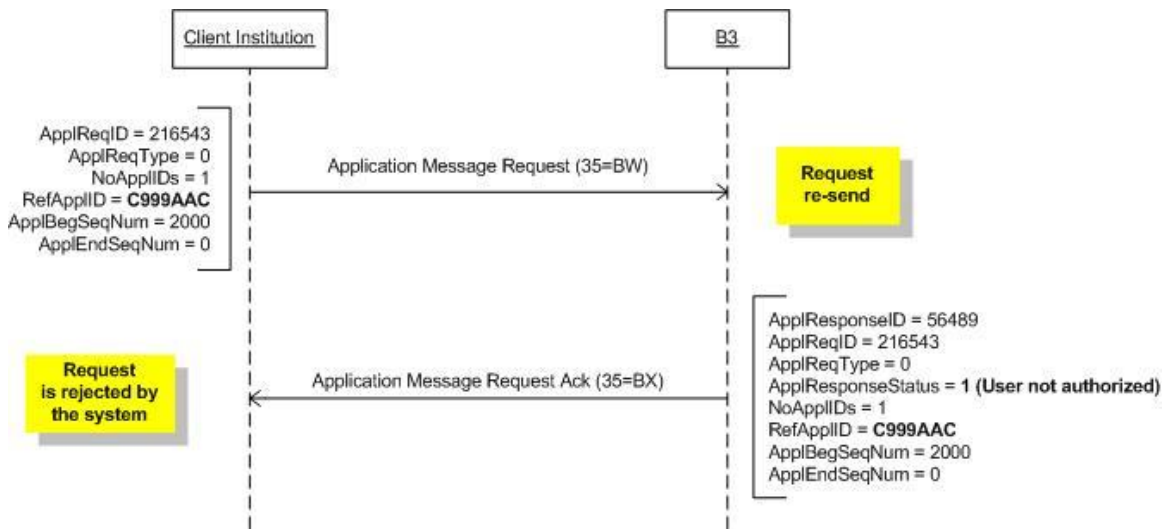 Client Institution
B3
ApplReqID = 216543
ApplReqType = 0
NoApplIDs = 1
RefApplID = C999AAC
ApplBegSeqNum = 2000
ApplEndSeqNum = 0
Application Message Request (35=BW)
Request
re-send
Request
is rejected by
the system
Application Message Request Ack (35=BX)
ApplResponseID = 56489
ApplReqID = 216543
ApplReqType = 0
ApplResponseStatus = 1 (User not authorized)
NoApplIDs = 1
RefApplID = C999AAC
ApplBegSeqNum = 2000
ApplEndSeqNum = 0